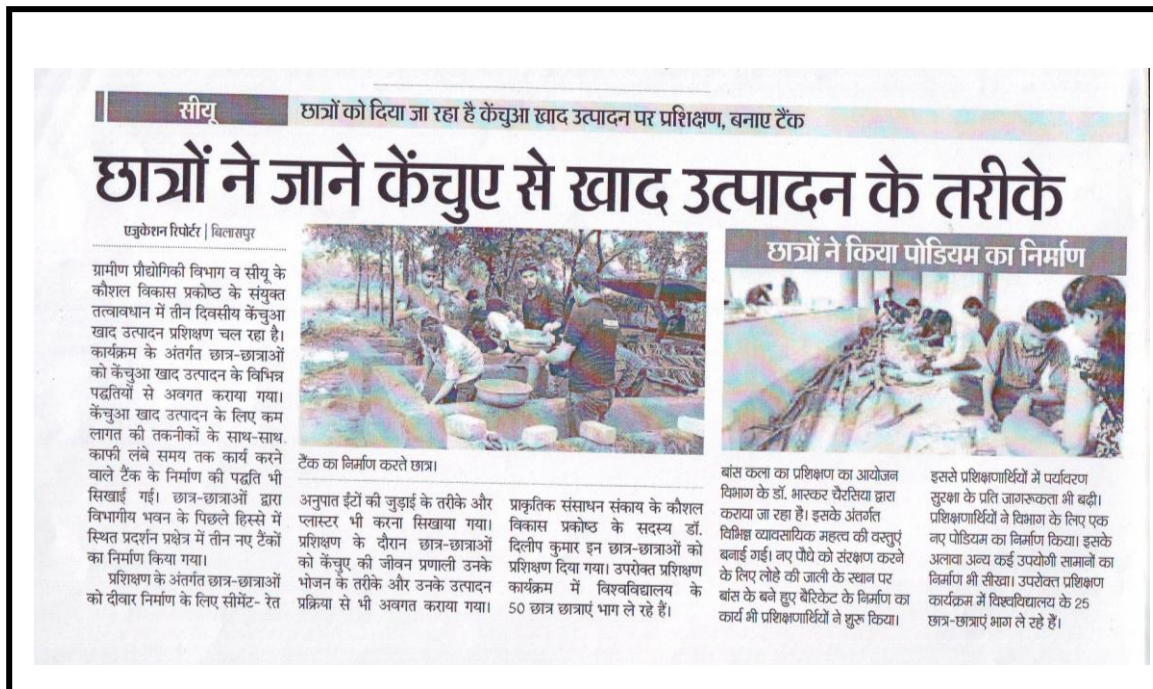 सीयू
छात्रों को दिया जा रहा है केंचुआ खाद उत्पादन पर प्रशिक्षण, बनाए टैंक
छात्रों ने जाने केंचुए से खाद उत्पादन के तरीके
एजुकेशन रिपोर्टर | बिलासपुर
ग्रामीण प्रौद्योगिकी विभाग व सीयू के
कौशल विकास प्रकोष्ठ के संयुक्त
तत्वावधान में तीन दिवसीय केंचुआ
खाद उत्पादन प्रशिक्षण चल रहा है।
कार्यक्रम के अंतर्गत छात्र-छात्राओं
को केंचुआ खाद उत्पादन के विभिन्न
पद्धतियों से अवगत कराया गया।
केंचुआ खाद उत्पादन के लिए कम
लागत की तकनीकों के साथ-साथ
काफी लंबे समय तक कार्य करने
वाले टैंक के निर्माण की पद्धति भी
सिखाई गई। छात्र-छात्राओं द्वारा
विभागीय भवन के पिछले हिस्से में
स्थित प्रदर्शन प्रक्षेत्र में तीन नए टैंकों
का निर्माण किया गया।
प्रशिक्षण के अंतर्गत छात्र-छात्राओं
को दीवार निर्माण के लिए सीमेंट- रेत
टैंक का निर्माण करते छात्र।
अनुपात ईंटों की जुड़ाई के तरीके और
प्लास्टर भी करना सिखाया गया।
प्रशिक्षण के दौरान छात्र-छात्राओं
को केंचुए की जीवन प्रणाली उनके
भोजन के तरीके और उनके उत्पादन
प्रक्रिया से भी अवगत कराया गया।
प्राकृतिक संसाधन संकाय के कौशल
विकास प्रकोष्ठ के सदस्य डॉ.
दिलीप कुमार इन छात्र-छात्राओं को
प्रशिक्षण दिया गया। उपरोक्त प्रशिक्षण
कार्यक्रम में विश्वविद्यालय के
50 छात्र छात्राएं भाग ले रहे हैं।
छात्रों ने किया पोडियम का निर्माण
बांस कला का प्रशिक्षण का आयोजन
विभाग के डॉ. भास्कर चैरसिया द्वारा
कराया जा रहा है। इसके अंतर्गत
विभिन्न व्यावसायिक महत्व की वस्तुएं
बनाई गई। नए पौधे को संरक्षण करने
के लिए लोहे की जाली के स्थान पर
बांस के बने हुए बैरिकेट के निर्माण का
कार्य भी प्रशिक्षणार्थियों ने शुरू किया।
इससे प्रशिक्षणार्थियों में पर्यावरण
सुरक्षा के प्रति जागरूकता भी बढ़ी।
प्रशिक्षणार्थियों ने विभाग के लिए एक
नए पोडियम का निर्माण किया। इसके
अलावा अन्य कई उपयोगी सामानों का
निर्माण भी सीखा। उपरोक्त प्रशिक्षण
कार्यक्रम में विश्वविद्यालय के 25
छात्र-छात्राएं भाग ले रहे हैं।